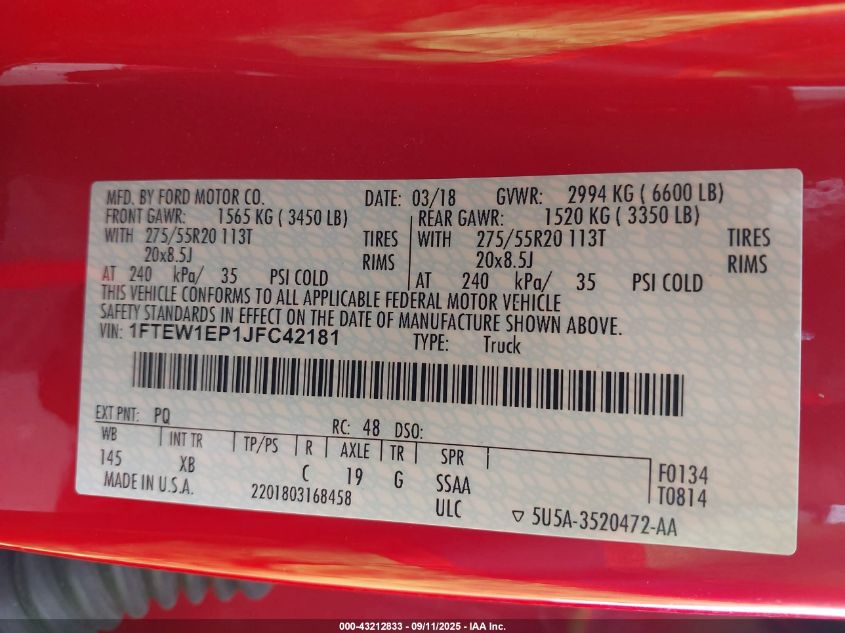 MFD. BY FORD MOTOR CO. DATE: 03/18 GVWR: 2994 KG ( 6600 LB)
FRONT GAWR: 1565 KG ( 3450 LB) REAR GAWR: 1520 KG ( 3350 LB)
WITH 275/55R20 113T TIRES WITH 275/55R20 113T TIRES
20x8.5J RIMS 20x8.5J RIMS
AT 240 kPa/ 35 PSI COLD AT 240 kPa/ 35 PSI COLD
THIS VEHICLE CONFORMS TO ALL APPLICABLE FEDERAL MOTOR VEHICLE
SAFETY STANDARDS IN EFFECT ON THE DATE OF MANUFACTURE SHOWN ABOVE.
VIN: 1FTEW1EP1JFC42181 TYPE: Truck
EXT PNT: PQ RC: 48 DSO:
WB INT TR TP/PS R AXLE TR SPR
145 XB C 19 G SSAA F0134
MADE IN U.S.A. 2201803168458 ULC T0814
▽ 5U5A-3520472-AA
000-43212833 - 09/11/2025 - IAA Inc.